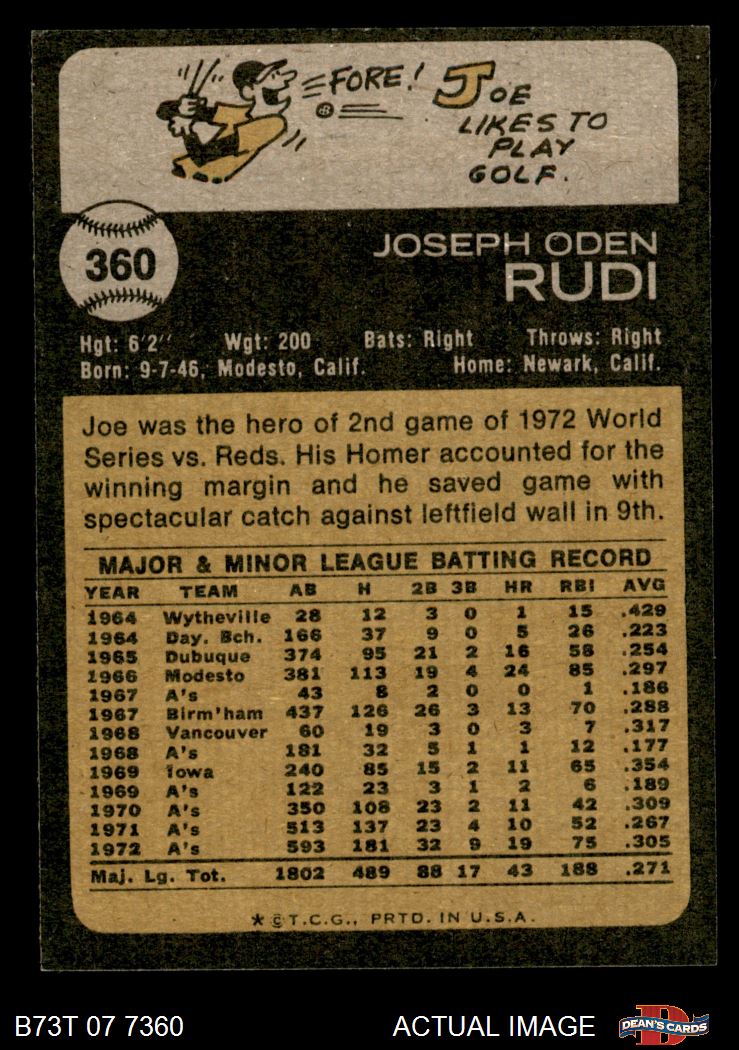 FORE!
JOE
LIKES TO
PLAY
GOLF.
360
JOSEPH ODEN
RUDI
Hgt: 6'2" Wgt: 200 Bats: Right Throws: Right
Born: 9-7-46, Modesto, Calif. Home: Newark, Calif.
Joe was the hero of 2nd game of 1972 World
Series vs. Reds. His Homer accounted for the
winning margin and he saved game with
spectacular catch against leftfield wall in 9th.
MAJOR & MINOR LEAGUE BATTING RECORD
YEAR TEAM AB H 2B 3B HR RBI AVG
1964 Wytheville 28 12 3 0 1 15 .429
1964 Day. Bch. 166 37 9 0 5 26 .223
1965 Dubuque 374 95 21 2 16 58 .254
1966 Modesto 381 113 19 4 24 85 .297
1967 A's 43 8 2 0 0 1 .186
1967 Birm'ham 437 126 26 3 13 70 .288
1968 Vancouver 60 19 3 0 3 7 .317
1968 A's 181 32 5 1 1 12 .177
1969 Iowa 240 85 15 2 11 65 .354
1969 A's 122 23 3 1 2 6 .189
1970 A's 350 108 23 2 11 42 .309
1971 A's 513 137 23 4 10 52 .267
1972 A's 593 181 32 9 19 75 .305
Maj. Lg. Tot. 1802 489 88 17 43 188 .271
* © T.C.G., PRTD. IN U.S.A.
B73T 07 7360 ACTUAL IMAGE
D
DEAN'S CARDS